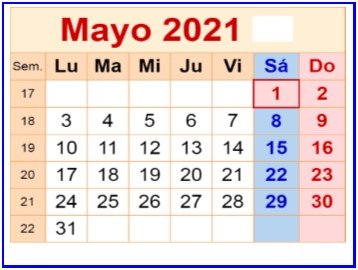 Mayo 2021
Sem. Lu Ma Mi Ju Vi Sá Do
17 1 2
18 3 4 5 6 7 8 9
19 10 11 12 13 14 15 16
20 17 18 19 20 21 22 23
21 24 25 26 27 28 29 30
22 31